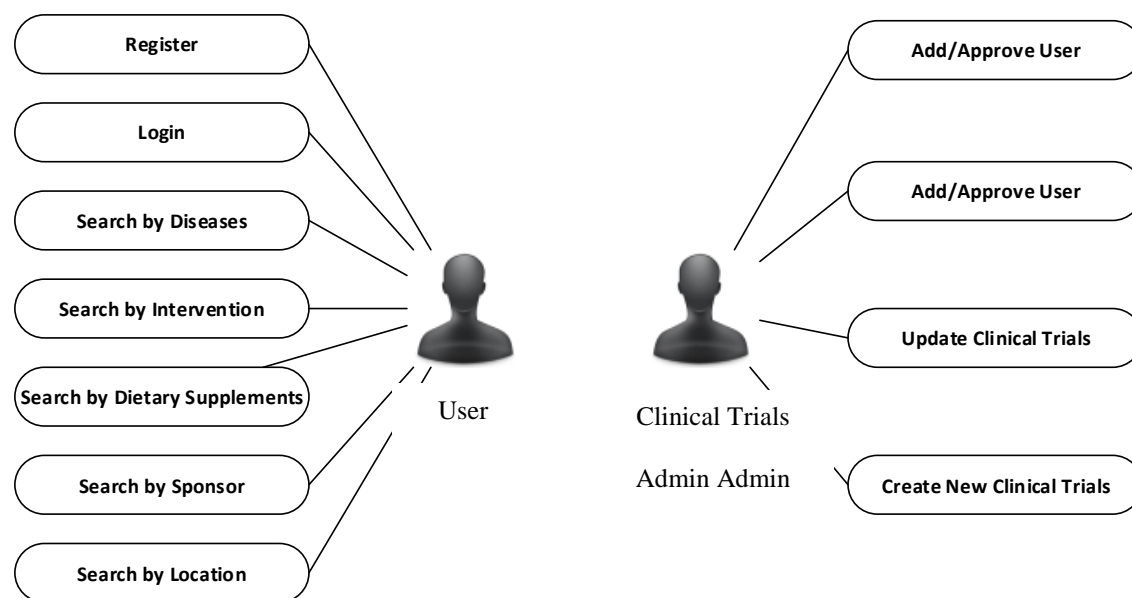 Register
Login
Search by Diseases
Search by Intervention
Search by Dietary Supplements
Search by Sponsor
Search by Location
User
Clinical Trials
Admin Admin
Add/Approve User
Add/Approve User
Update Clinical Trials
Create New Clinical Trials